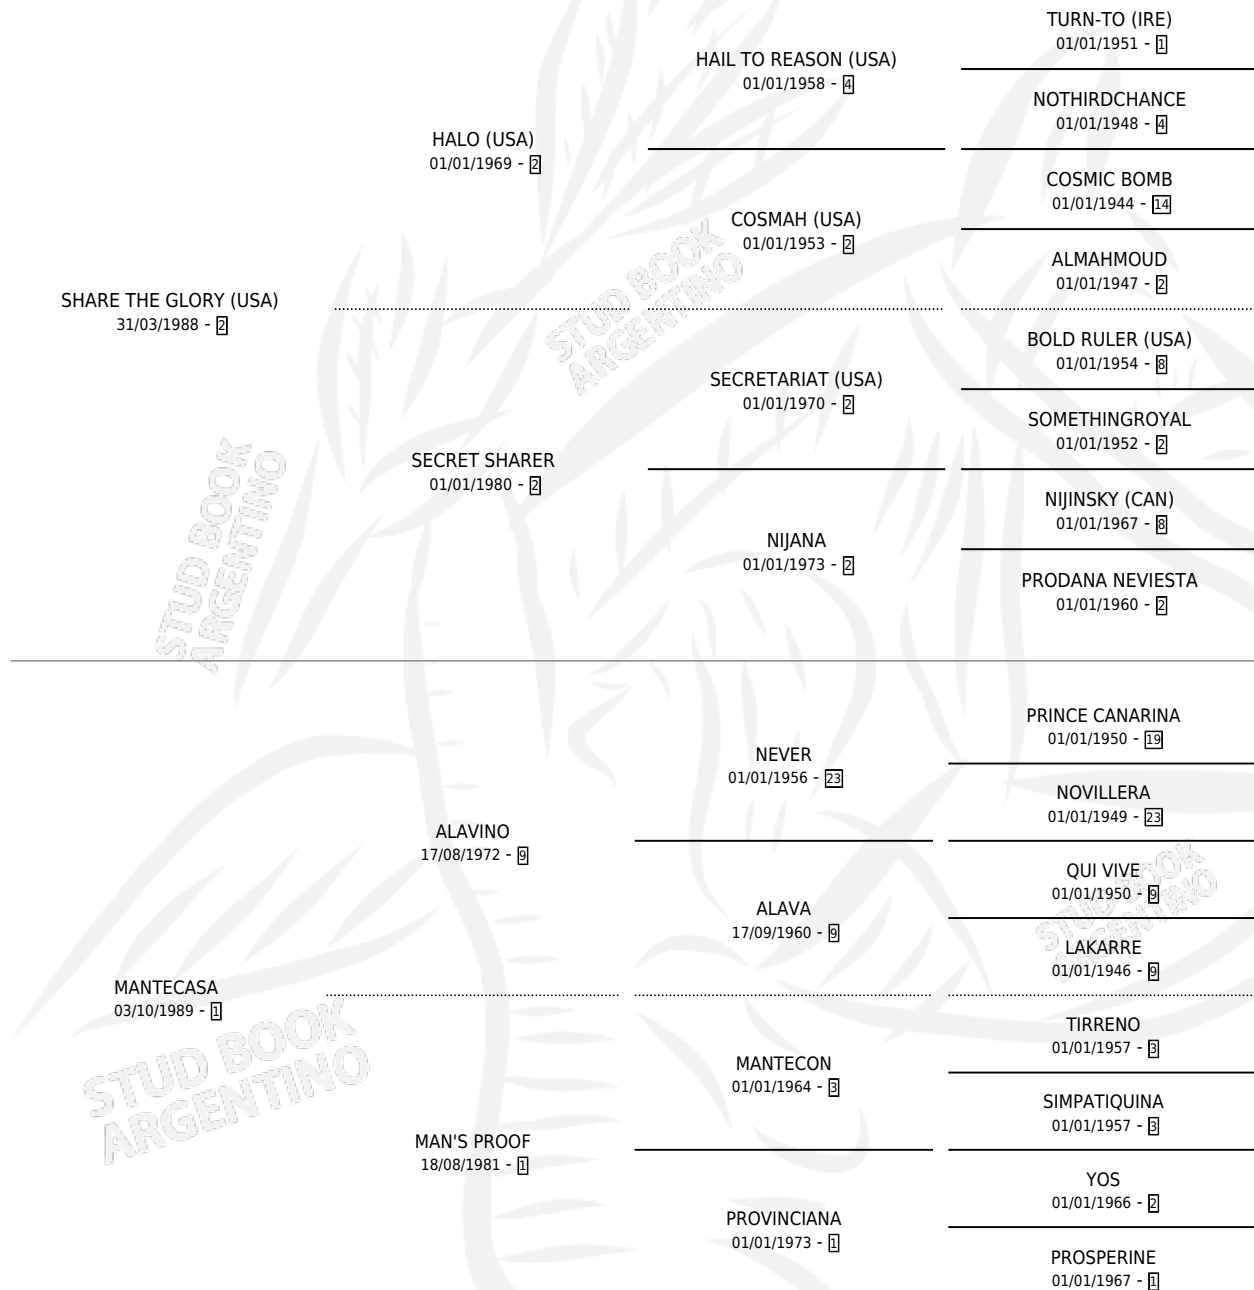 TURN-TO (IRE)
01/01/1951 - 1
HAIL TO REASON (USA)
01/01/1958 - 4
NOTHIRDCHANCE
01/01/1948 - 4
HALO (USA)
01/01/1969 - 2
COSMIC BOMB
01/01/1944 - 14
COSMAH (USA)
01/01/1953 - 2
ALMAHMOUD
01/01/1947 - 2
SHARE THE GLORY (USA)
31/03/1988 - 2
BOLD RULER (USA)
01/01/1954 - 8
SECRETARIAT (USA)
01/01/1970 - 2
SOMETHINGROYAL
01/01/1952 - 2
SECRET SHARER
01/01/1980 - 2
NIJINSKY (CAN)
01/01/1967 - 8
NIJANA
01/01/1973 - 2
PRODANA NEVIESTA
01/01/1960 - 2
PRINCE CANARINA
01/01/1950 - 19
NEVER
01/01/1956 - 23
NOVILLERA
01/01/1949 - 23
ALAVINO
17/08/1972 - 9
QUI VIVE
01/01/1950 - 9
ALAVA
17/09/1960 - 9
LAKARRE
01/01/1946 - 9
MANTECASA
03/10/1989 - 1
TIRRENO
01/01/1957 - 3
MANTECON
01/01/1964 - 3
SIMPATIQUINA
01/01/1957 - 3
MAN'S PROOF
18/08/1981 - 1
YOS
01/01/1966 - 2
PROVINCIANA
01/01/1973 - 1
PROSPERINE
01/01/1967 - 1
STUD BOOK
ARGENTINO
STUD BOOK
ARGENTINO
STUD BOOK
ARGENTINO
STUD BOOK
ARGENTINO